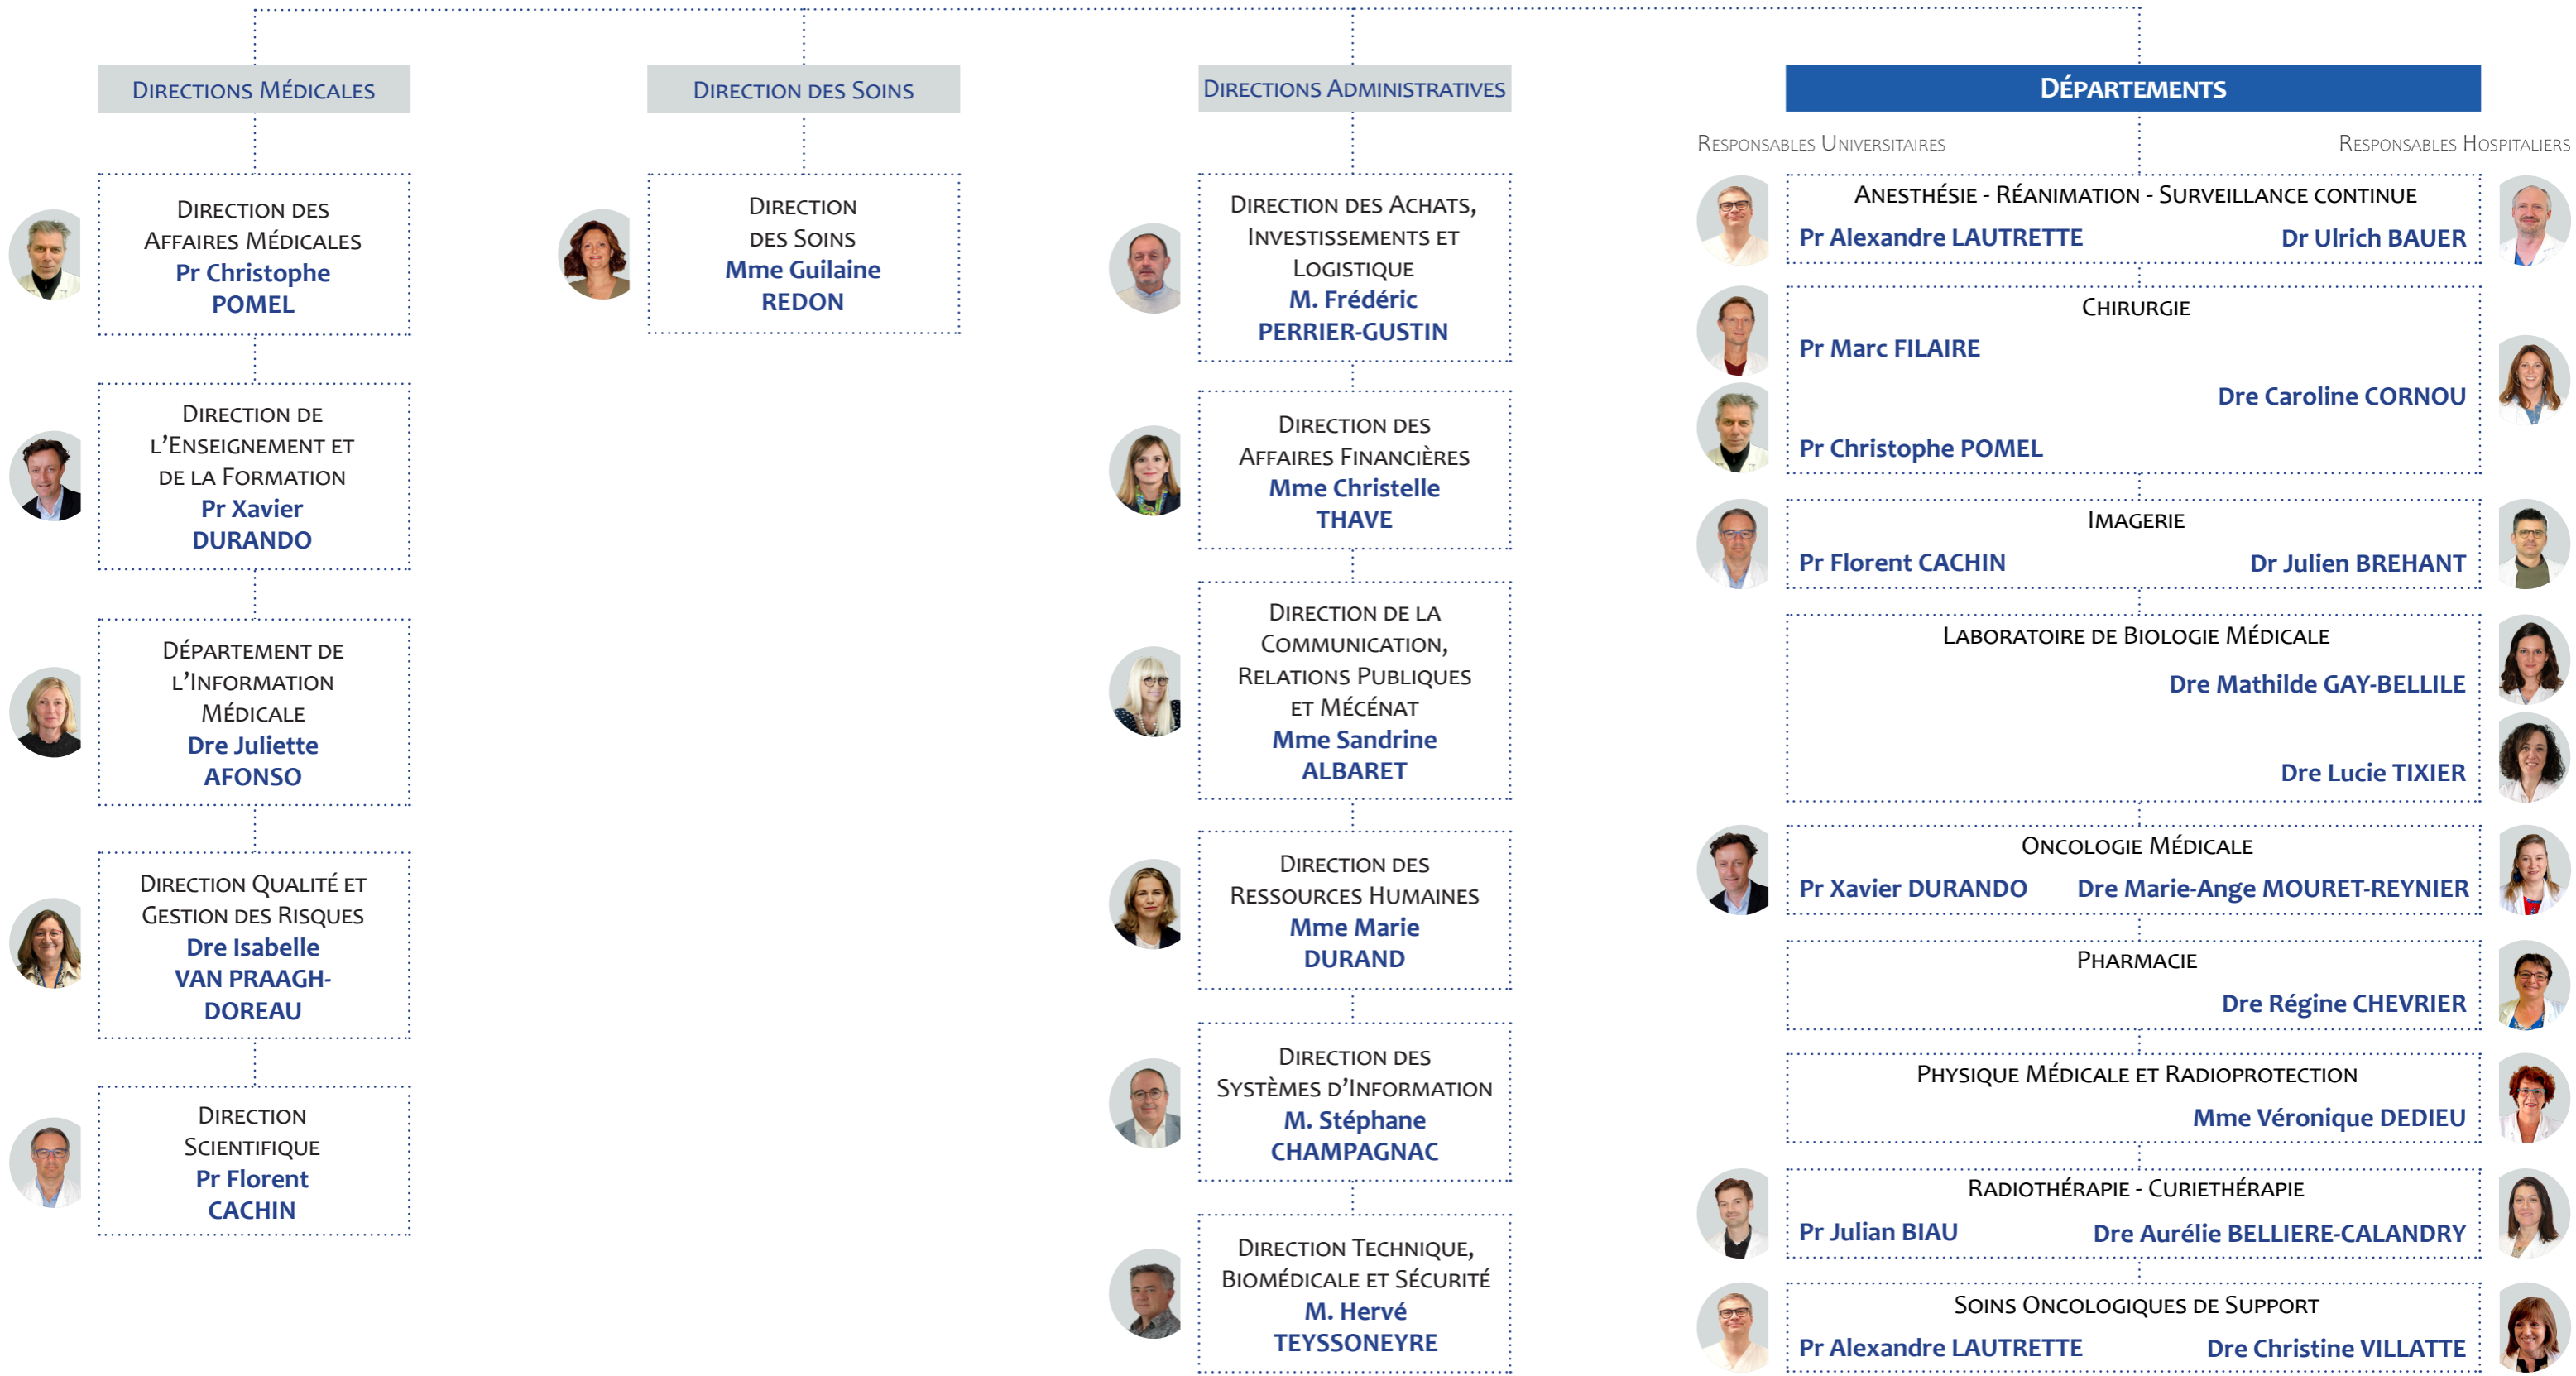 Directions Médicales
Direction des
Affaires Médicales
Pr Christophe
POMEL
Direction de
l’Enseignement et
de la Formation
Pr Xavier
DURANDO
Département de
l’Information
Médicale
Dre Juliette
AFONSO
Direction Qualité et
Gestion des Risques
Dre Isabelle
VAN PRAAGH-
DOREAU
Direction
Scientifique
Pr Florent
CACHIN
Direction des Soins
Direction
des Soins
Mme Guilaine
REDON
Directions Administratives
Direction des Achats,
Investissements et
Logistique
M. Frédéric
PERRIER-GUSTIN
Direction des
Affaires Financières
Mme Christelle
THAVE
Direction de la
Communication,
Relations Publiques
et Mécénat
Mme Sandrine
ALBARET
Direction des
Ressources Humaines
Mme Marie
DURAND
Direction des
Systèmes d’Information
M. Stéphane
CHAMPAGNAC
Direction Technique,
Biomédicale et Sécurité
M. Hervé
TEYSSONEYRE
Départements
Responsables Universitaires Responsables Hospitaliers
Anesthésie - Réanimation - Surveillance continue
Pr Alexandre LAUTRETTE Dr Ulrich BAUER
Chirurgie
Pr Marc FILAIRE
Dre Caroline CORNOU
Pr Christophe POMEL
Imagerie
Pr Florent CACHIN Dr Julien BREHANT
Laboratoire de Biologie Médicale
Dre Mathilde GAY-BELLILE
Dre Lucie TIXIER
Oncologie Médicale
Pr Xavier DURANDO Dre Marie-Ange MOURET-REYNIER
Pharmacie
Dre Régine CHEVRIER
Physique Médicale et Radioprotection
Mme Véronique DEDIEU
Radiothérapie - Curiethérapie
Pr Julian BIAU Dre Aurélie BELLIERE-CALANDRY
Soins Oncologiques de Support
Pr Alexandre LAUTRETTE Dre Christine VILLATTE